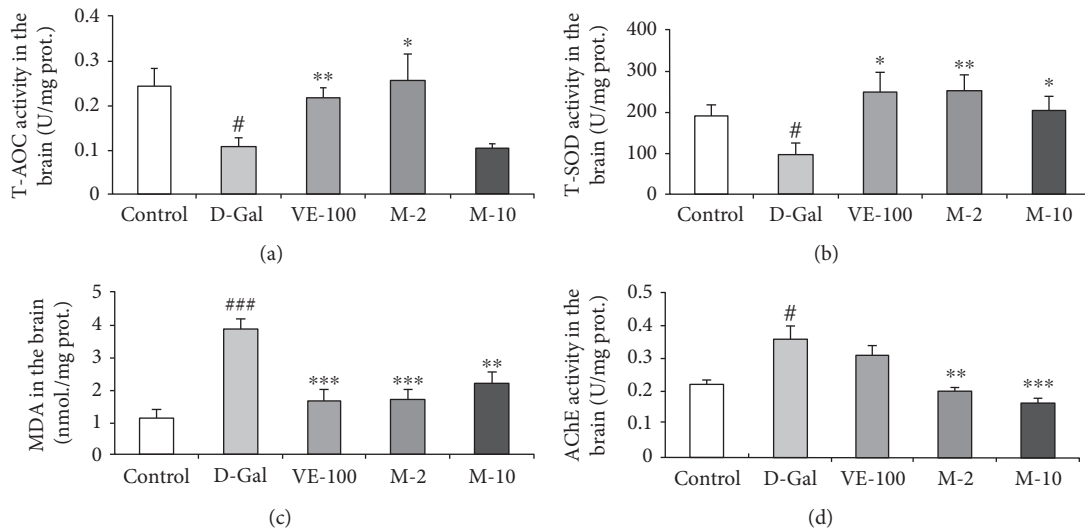 T-AOC activity in the
brain (U/mg prot.)
0.4
0.3
0.2
0.1
0
#
**
*
Control D-Gal VE-100 M-2 M-10
(a)
T-SOD activity in the
brain (U/mg prot.)
400
300
200
100
0
#
*
**
*
Control D-Gal VE-100 M-2 M-10
(b)
MDA in the brain
(nmol./mg prot.)
5
4
3
2
1
0
###
***
***
**
Control D-Gal VE-100 M-2 M-10
(c)
AChE activity in the
brain (U/mg prot.)
0.5
0.4
0.3
0.2
0.1
0
#
**
***
Control D-Gal VE-100 M-2 M-10
(d)